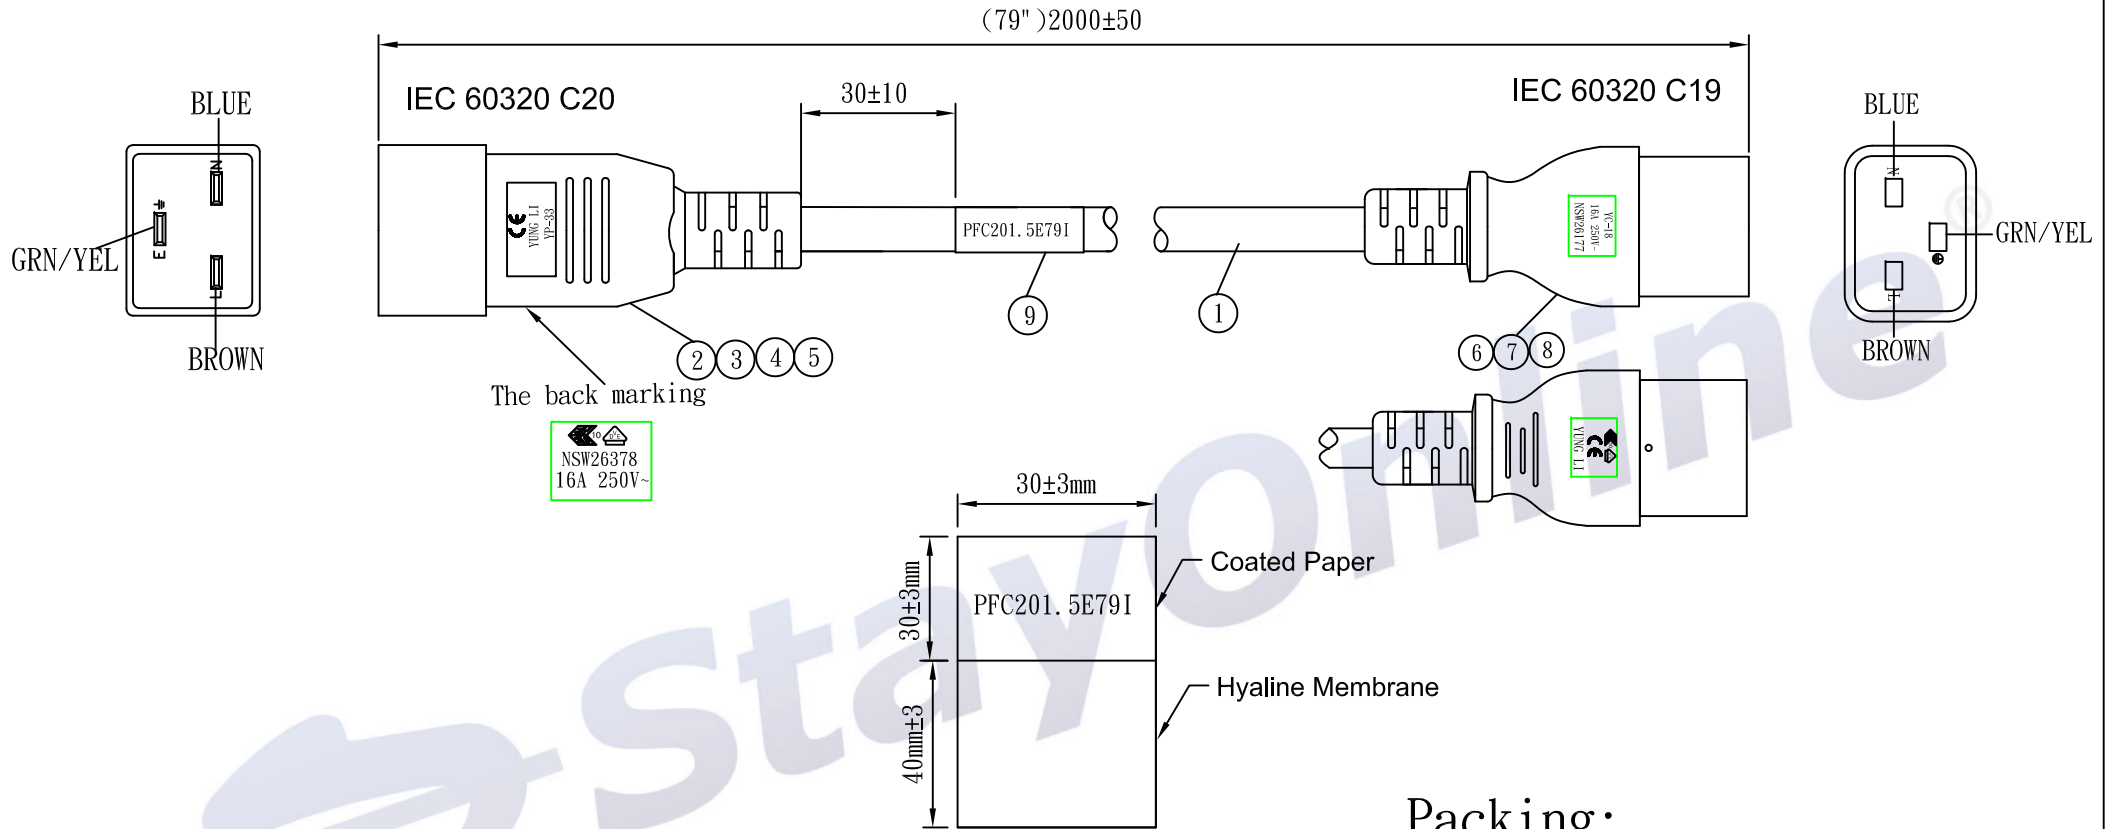 (79")2000±50
IEC 60320 C20
30±10
IEC 60320 C19
BLUE
N
E
GRN/YEL
L
BROWN
CE
YUNG LI
YP-33
PFC201.5E79I
YC-18
16A 250V~
NSW26177
BLUE
N
GRN/YEL
L
BROWN
9
1
2
3
4
5
6
7
8
The back marking
10
NSW26378
16A 250V~
CE
YUNG LI
30±3mm
30±3mm
PFC201.5E79I
Coated Paper
40mm±3
Hyaline Membrane
StayOnline®
Packing: